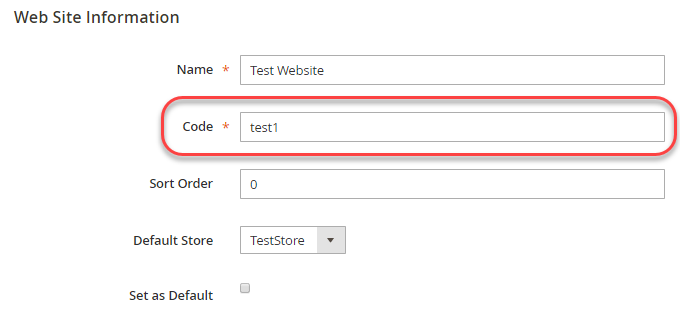 Web Site Information
Name * Test Website
Code * test1
Sort Order 0
Default Store TestStore
Set as Default